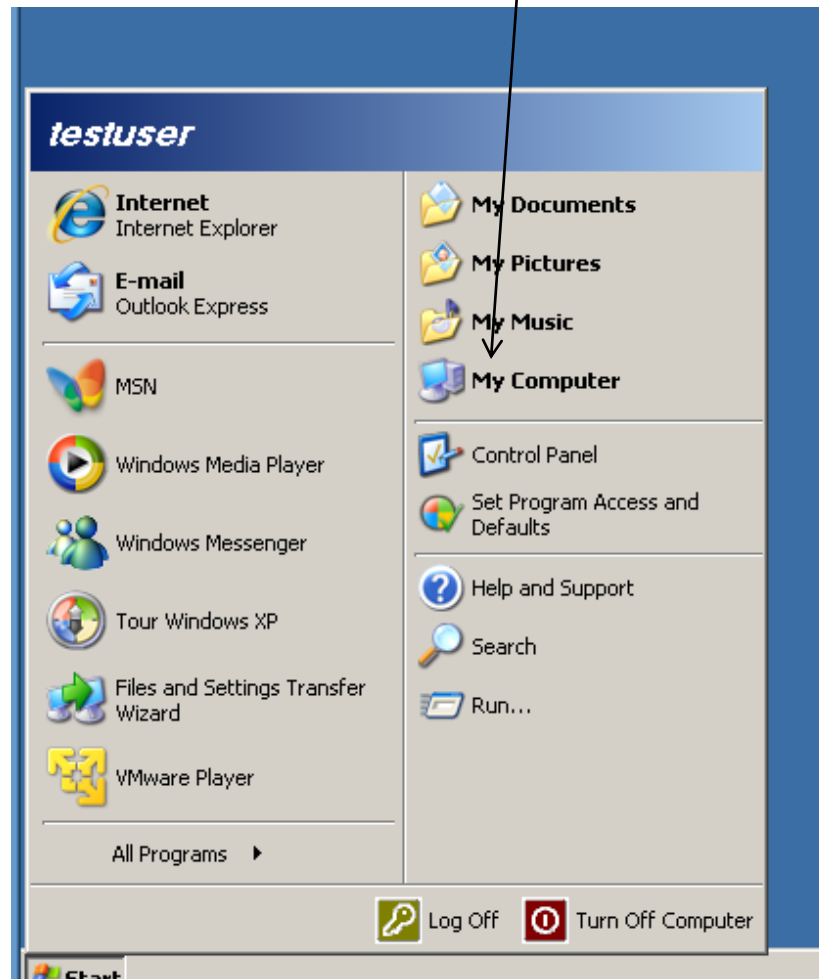 testuser
Internet
Internet Explorer
E-mail
Outlook Express
MSN
Windows Media Player
Windows Messenger
Tour Windows XP
Files and Settings Transfer
Wizard
VMware Player
All Programs
My Documents
My Pictures
My Music
My Computer
Control Panel
Set Program Access and
Defaults
Help and Support
Search
Run...
Log Off
Turn Off Computer
Start